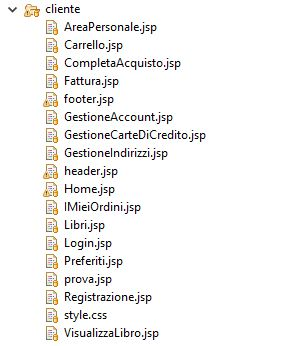 cliente
AreaPersonale.jsp
Carrello.jsp
CompletaAcquisto.jsp
Fattura.jsp
footer.jsp
GestioneAccount.jsp
GestioneCarteDiCredito.jsp
GestioneIndirizzi.jsp
header.jsp
Home.jsp
IMieiOrdini.jsp
Libri.jsp
Login.jsp
Preferiti.jsp
prova.jsp
Registrazione.jsp
style.css
VisualizzaLibro.jsp